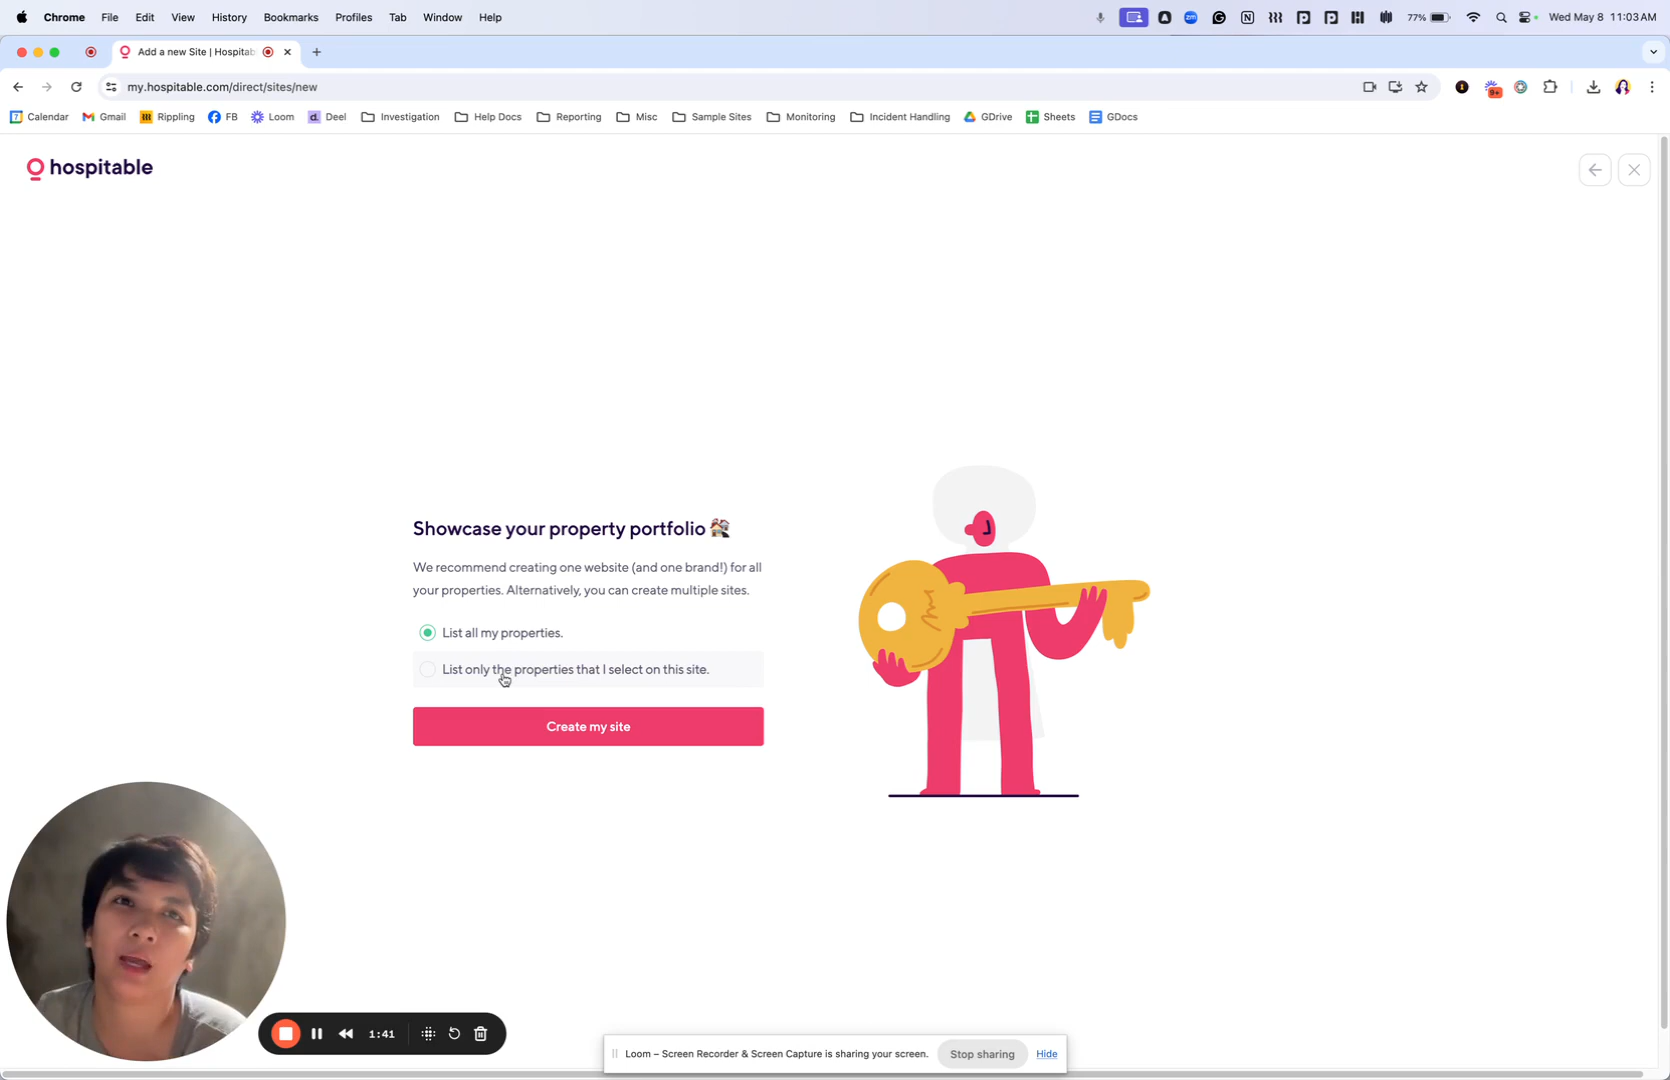 Chrome File Edit View History Bookmarks Profiles Tab Window Help
zm 77% Wed May 8 11:03 AM
Add a new Site | Hospitab
my.hospitable.com/direct/sites/new
9+
7 Calendar Gmail Rippling FB Loom d. Deel Investigation Help Docs Reporting Misc Sample Sites Monitoring Incident Handling GDrive Sheets GDocs
hospitable
Showcase your property portfolio
We recommend creating one website (and one brand!) for all
your properties. Alternatively, you can create multiple sites.
List all my properties.
List only the properties that I select on this site.
Create my site
1:41
Loom – Screen Recorder & Screen Capture is sharing your screen. Stop sharing Hide